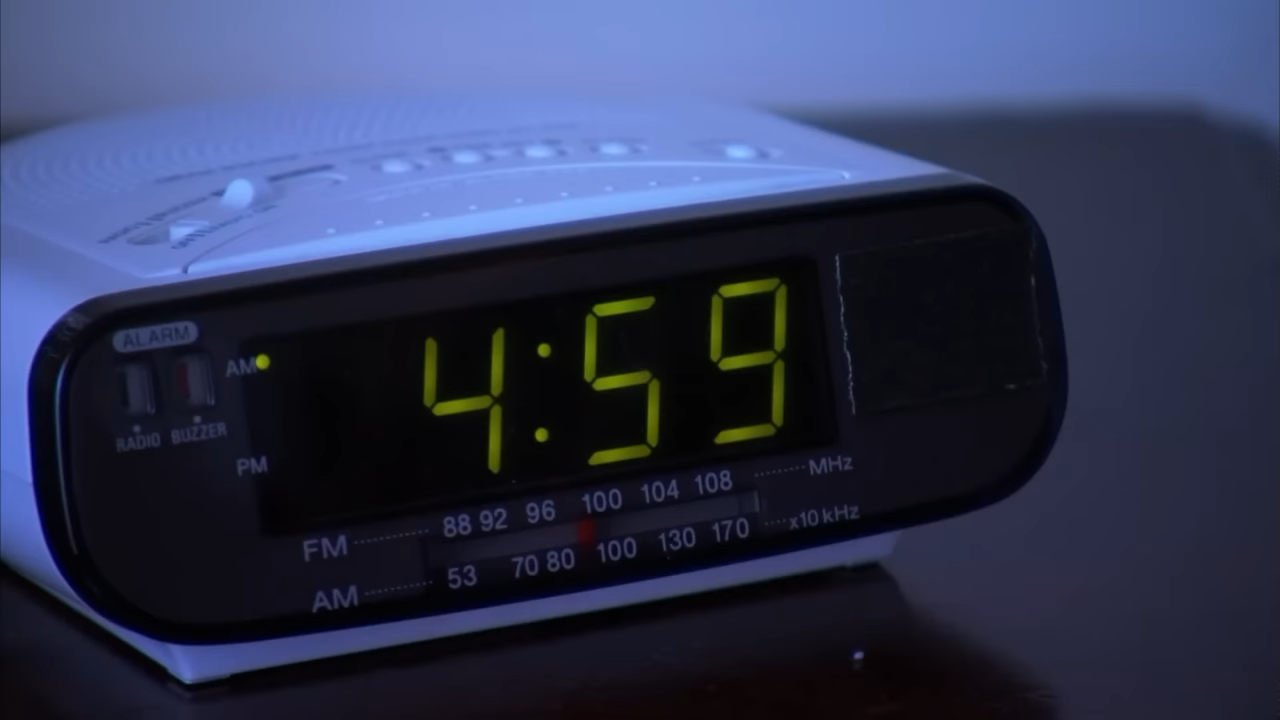 ALARM
AM
4:59
RADIO BUZZER
PM
88 92 96 100 104 108 MHz
FM
53 70 80 100 130 170 x10 kHz
AM